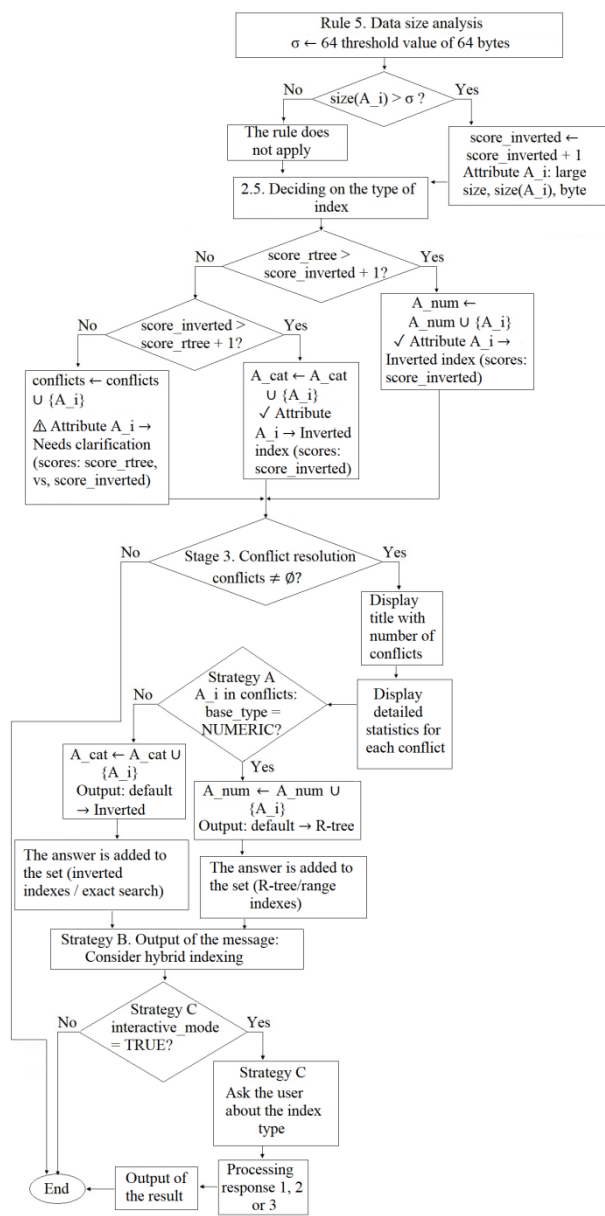 Rule 5. Data size analysis
σ ← 64 threshold value of 64 bytes
No
size(A_i) > σ ?
Yes
The rule does
not apply
score_inverted ←
score_inverted + 1
Attribute A_i: large
size, size(A_i), byte
2.5. Deciding on the type of
index
No
score_rtree >
score_inverted + 1?
Yes
No
score_inverted >
score_rtree + 1?
Yes
A_num ←
A_num ∪ {A_i}
✓ Attribute A_i →
Inverted index (scores:
score_inverted)
conflicts ← conflicts
∪ {A_i}
⚠ Attribute A_i →
Needs clarification
(scores: score_rtree,
vs, score_inverted)
A_cat ← A_cat
∪ {A_i}
✓ Attribute
A_i → Inverted
index (scores:
score_inverted)
No
Stage 3. Conflict resolution
conflicts ≠ ∅?
Yes
Display
title with
number of
conflicts
Display
detailed
statistics for
each conflict
No
Strategy A
A_i in conflicts:
base_type =
NUMERIC?
Yes
A_cat ← A_cat ∪
{A_i}
Output: default
→ Inverted
A_num ← A_num ∪
{A_i}
Output: default → R-tree
The answer is added to
the set (inverted
indexes / exact search)
The answer is added to
the set (R-tree/range
indexes)
Strategy B. Output of the message:
Consider hybrid indexing
No
Strategy C
interactive_mode
= TRUE?
Yes
Strategy C
Ask the user
about the index
type
Processing
response 1, 2
or 3
Output of
the result
End